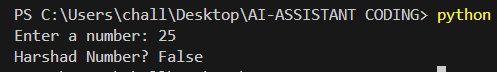 PS C:\Users\chall\Desktop\AI-ASSISTANT CODING> python
Enter a number: 25
Harshad Number? False